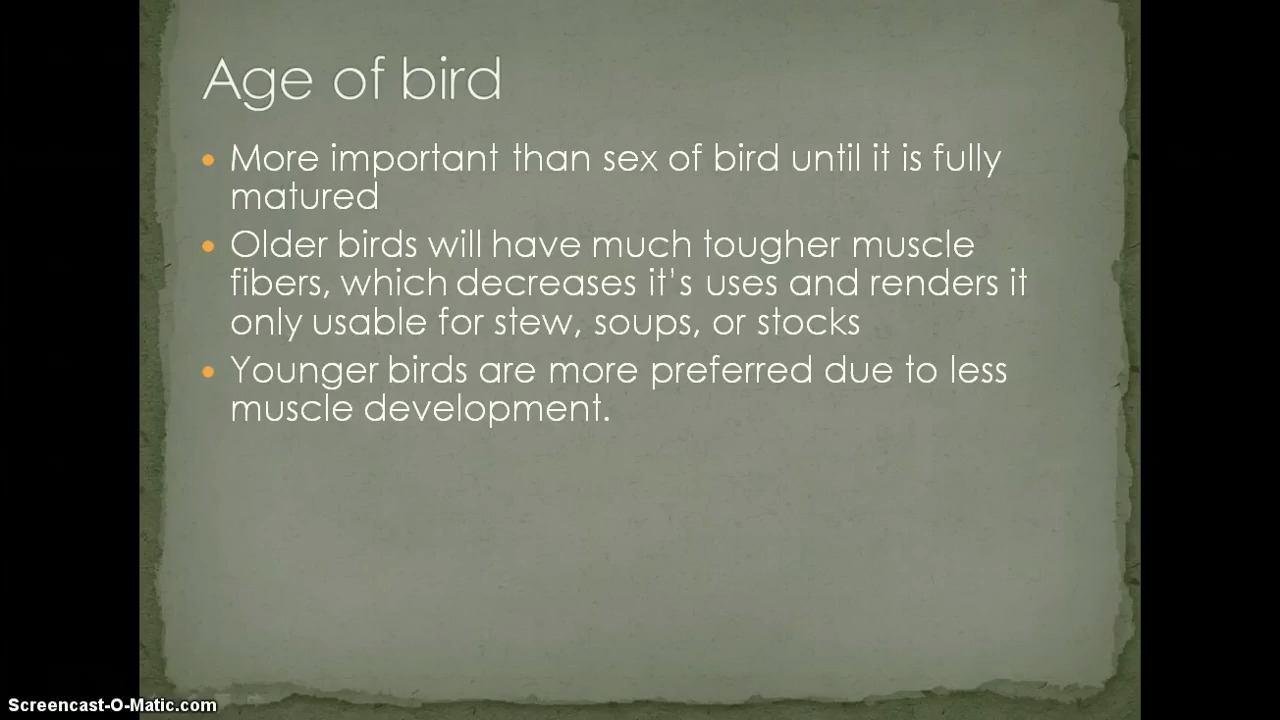 Age of bird
• More important than sex of bird until it is fully
matured
• Older birds will have much tougher muscle
fibers, which decreases it's uses and renders it
only usable for stew, soups, or stocks
• Younger birds are more preferred due to less
muscle development.
Screencast-O-Matic.com